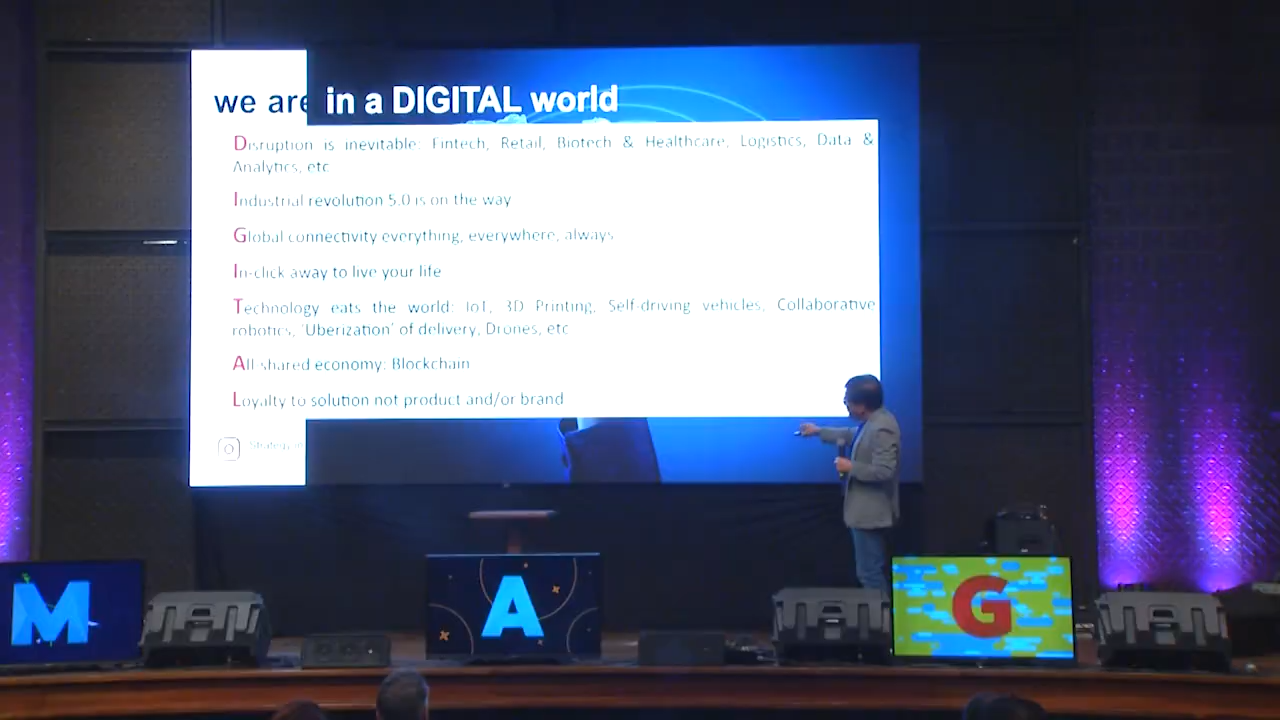 we are in a DIGITAL world
Disruption is inevitable: Fintech, Retail, Biotech & Healthcare, Logistics, Data &
Analytics, etc
Industrial revolution 5.0 is on the way
Global connectivity everything, everywhere, always
In-click away to live your life
Technology eats the world: IoT, 3D Printing, Self-driving vehicles, Collaborative
robotics, 'Uberization' of delivery, Drones, etc
All shared economy: Blockchain
Loyalty to solution not product and/or brand
Strategy
M
A
G